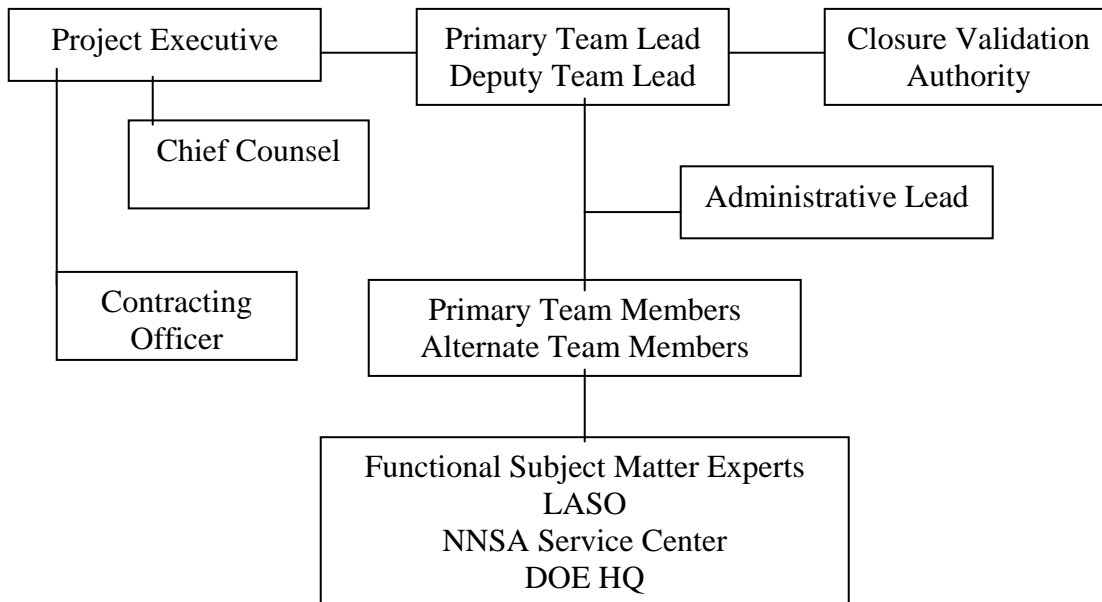 Project Executive
Primary Team Lead
Deputy Team Lead
Closure Validation
Authority
Chief Counsel
Administrative Lead
Contracting
Officer
Primary Team Members
Alternate Team Members
Functional Subject Matter Experts
LASO
NNSA Service Center
DOE HQ